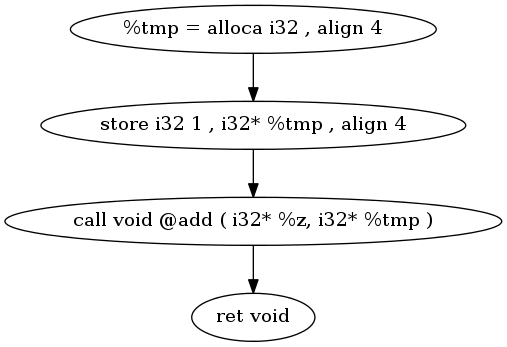 %tmp = alloca i32 , align 4
store i32 1 , i32* %tmp , align 4
call void @add ( i32* %z, i32* %tmp )
ret void